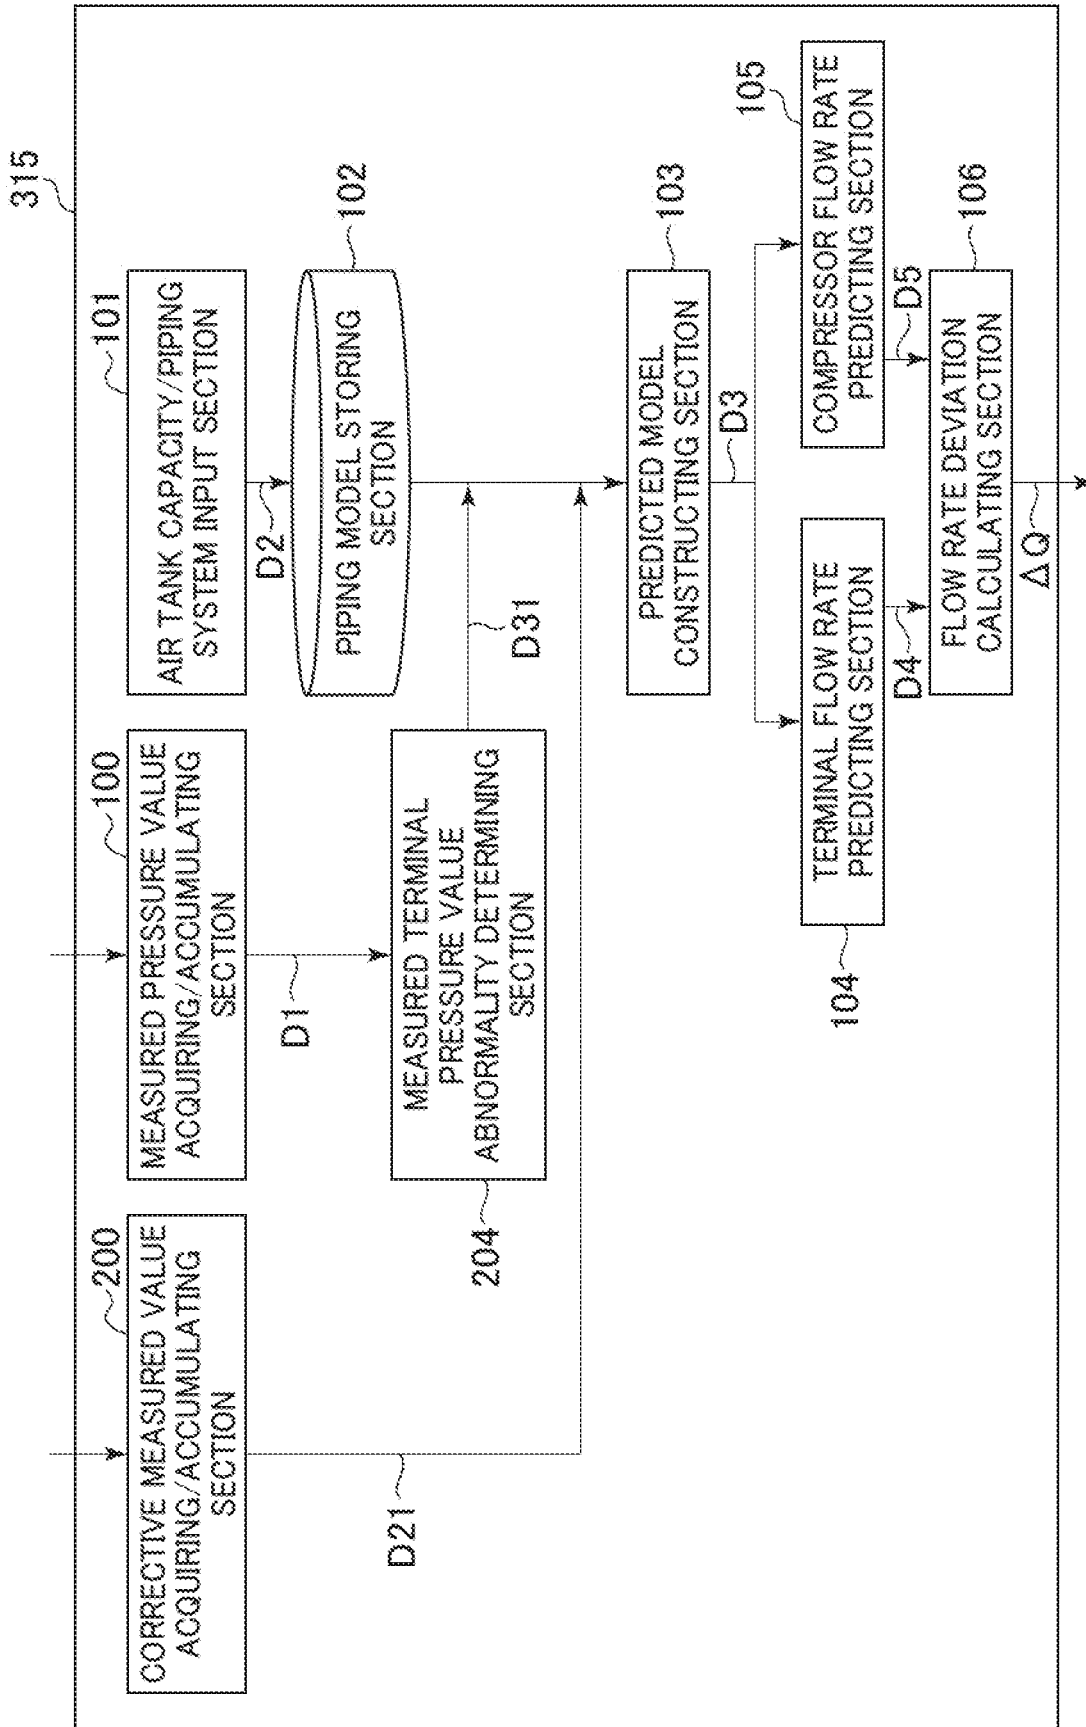 315
200
CORRECTIVE MEASURED VALUE
ACQUIRING/ACCUMULATING
SECTION
100
MEASURED PRESSURE VALUE
ACQUIRING/ACCUMULATING
SECTION
101
AIR TANK CAPACITY/PIPING
SYSTEM INPUT SECTION
D1
D2
102
PIPING MODEL STORING
SECTION
204
MEASURED TERMINAL
PRESSURE VALUE
ABNORMALITY DETERMINING
SECTION
D21
D31
103
PREDICTED MODEL
CONSTRUCTING SECTION
D3
104
TERMINAL FLOW RATE
PREDICTING SECTION
105
COMPRESSOR FLOW RATE
PREDICTING SECTION
D4
D5
106
FLOW RATE DEVIATION
CALCULATING SECTION
ΔQ